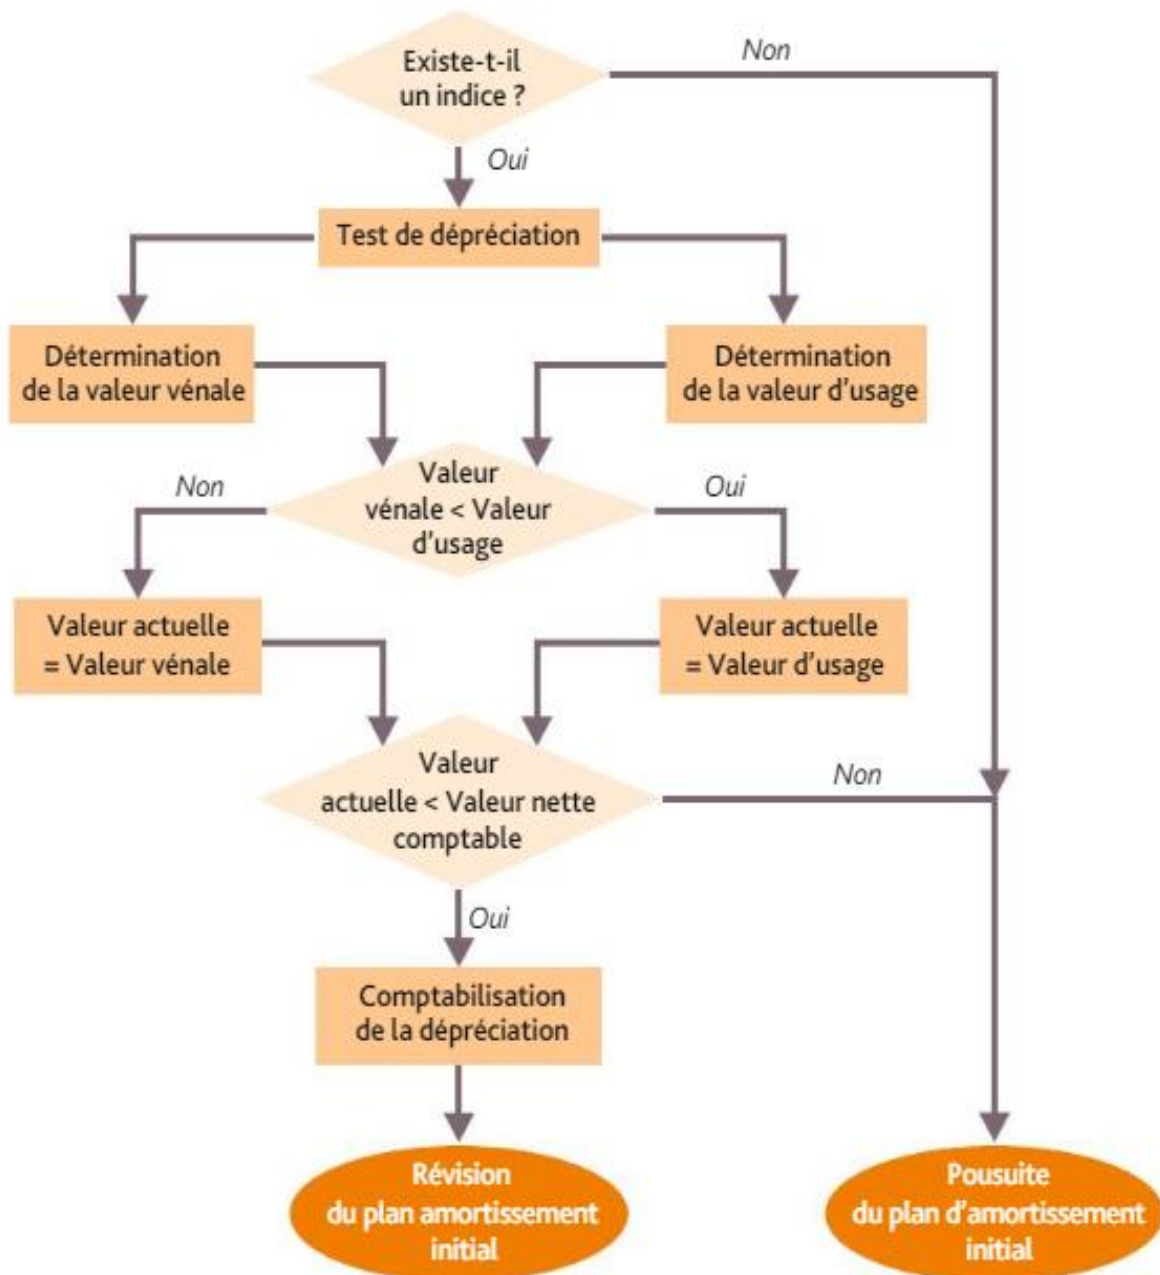 Existe-t-il
un indice ?
Non
Oui
Test de dépréciation
Détermination
de la valeur vénale
Détermination
de la valeur d'usage
Non
Valeur
vénale < Valeur
d'usage
Oui
Valeur actuelle
= Valeur vénale
Valeur actuelle
= Valeur d'usage
Valeur
actuelle < Valeur nette
comptable
Non
Oui
Comptabilisation
de la dépréciation
Révision
du plan amortissement
initial
Pousuite
du plan d'amortissement
initial